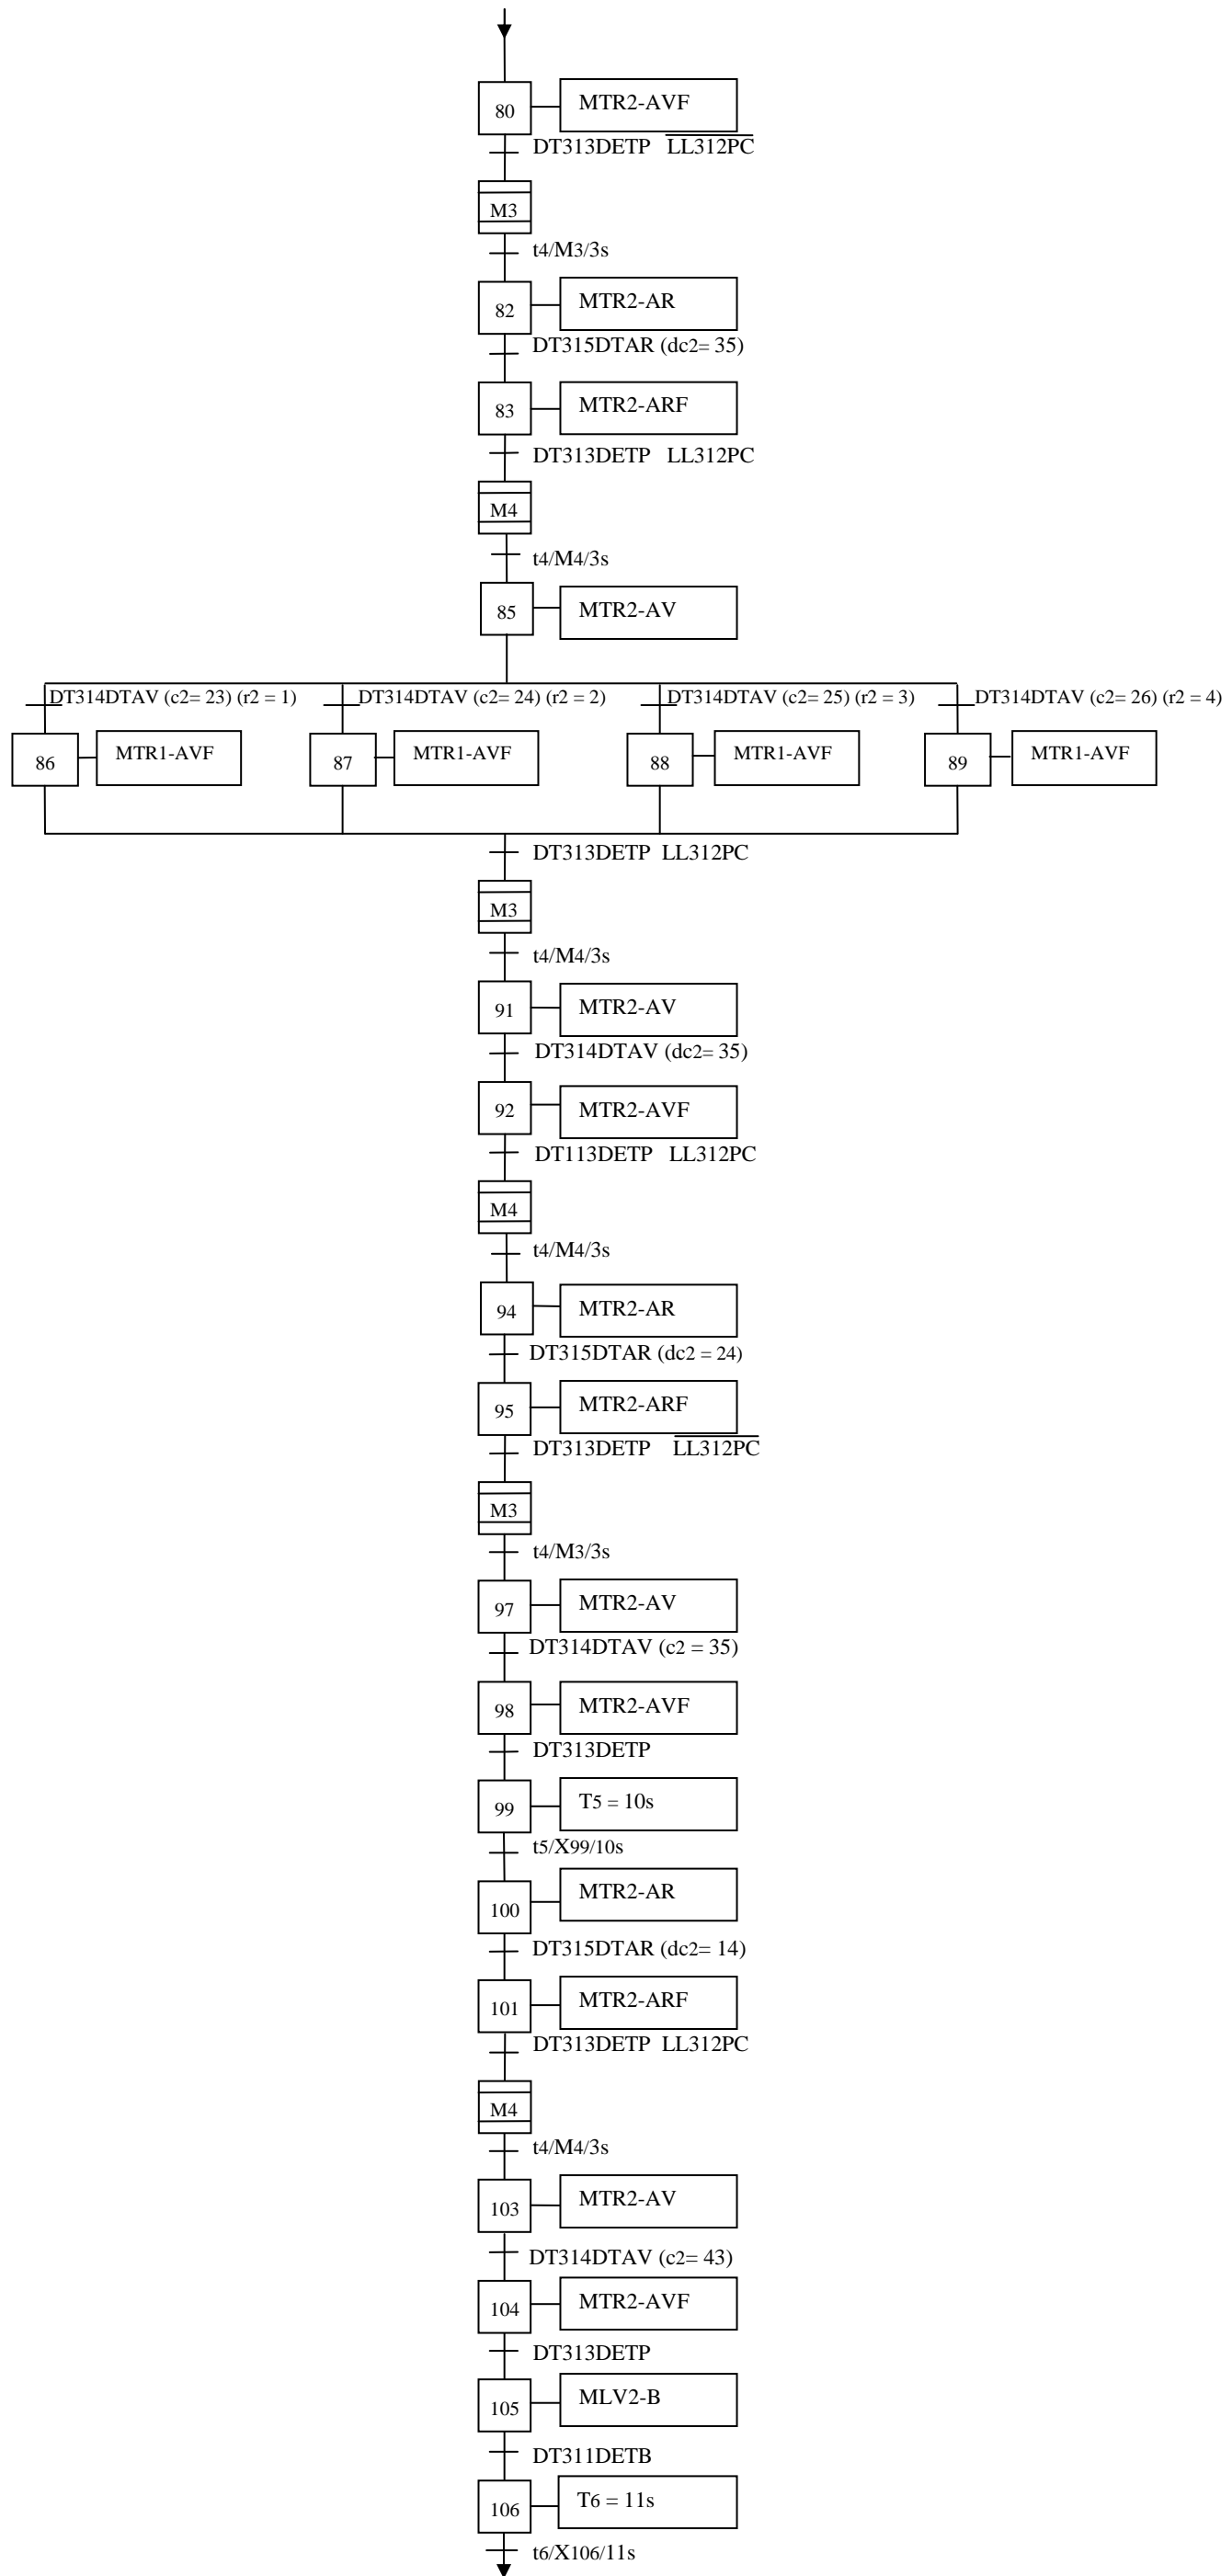 80 MTR2-AVF
DT313DETP LL312PC
M3
t4/M3/3s
82 MTR2-AR
DT315DTAR (dc2= 35)
83 MTR2-ARF
DT313DETP LL312PC
M4
t4/M4/3s
85 MTR2-AV
DT314DTAV (c2= 23) (r2 = 1) DT314DTAV (c2= 24) (r2 = 2) DT314DTAV (c2= 25) (r2 = 3) DT314DTAV (c2= 26) (r2 = 4)
86 MTR1-AVF 87 MTR1-AVF 88 MTR1-AVF 89 MTR1-AVF
DT313DETP LL312PC
M3
t4/M4/3s
91 MTR2-AV
DT314DTAV (dc2= 35)
92 MTR2-AVF
DT113DETP LL312PC
M4
t4/M4/3s
94 MTR2-AR
DT315DTAR (dc2 = 24)
95 MTR2-ARF
DT313DETP LL312PC
M3
t4/M3/3s
97 MTR2-AV
DT314DTAV (c2 = 35)
98 MTR2-AVF
DT313DETP
99 T5 = 10s
t5/X99/10s
100 MTR2-AR
DT315DTAR (dc2= 14)
101 MTR2-ARF
DT313DETP LL312PC
M4
t4/M4/3s
103 MTR2-AV
DT314DTAV (c2= 43)
104 MTR2-AVF
DT313DETP
105 MLV2-B
DT311DETB
106 T6 = 11s
t6/X106/11s